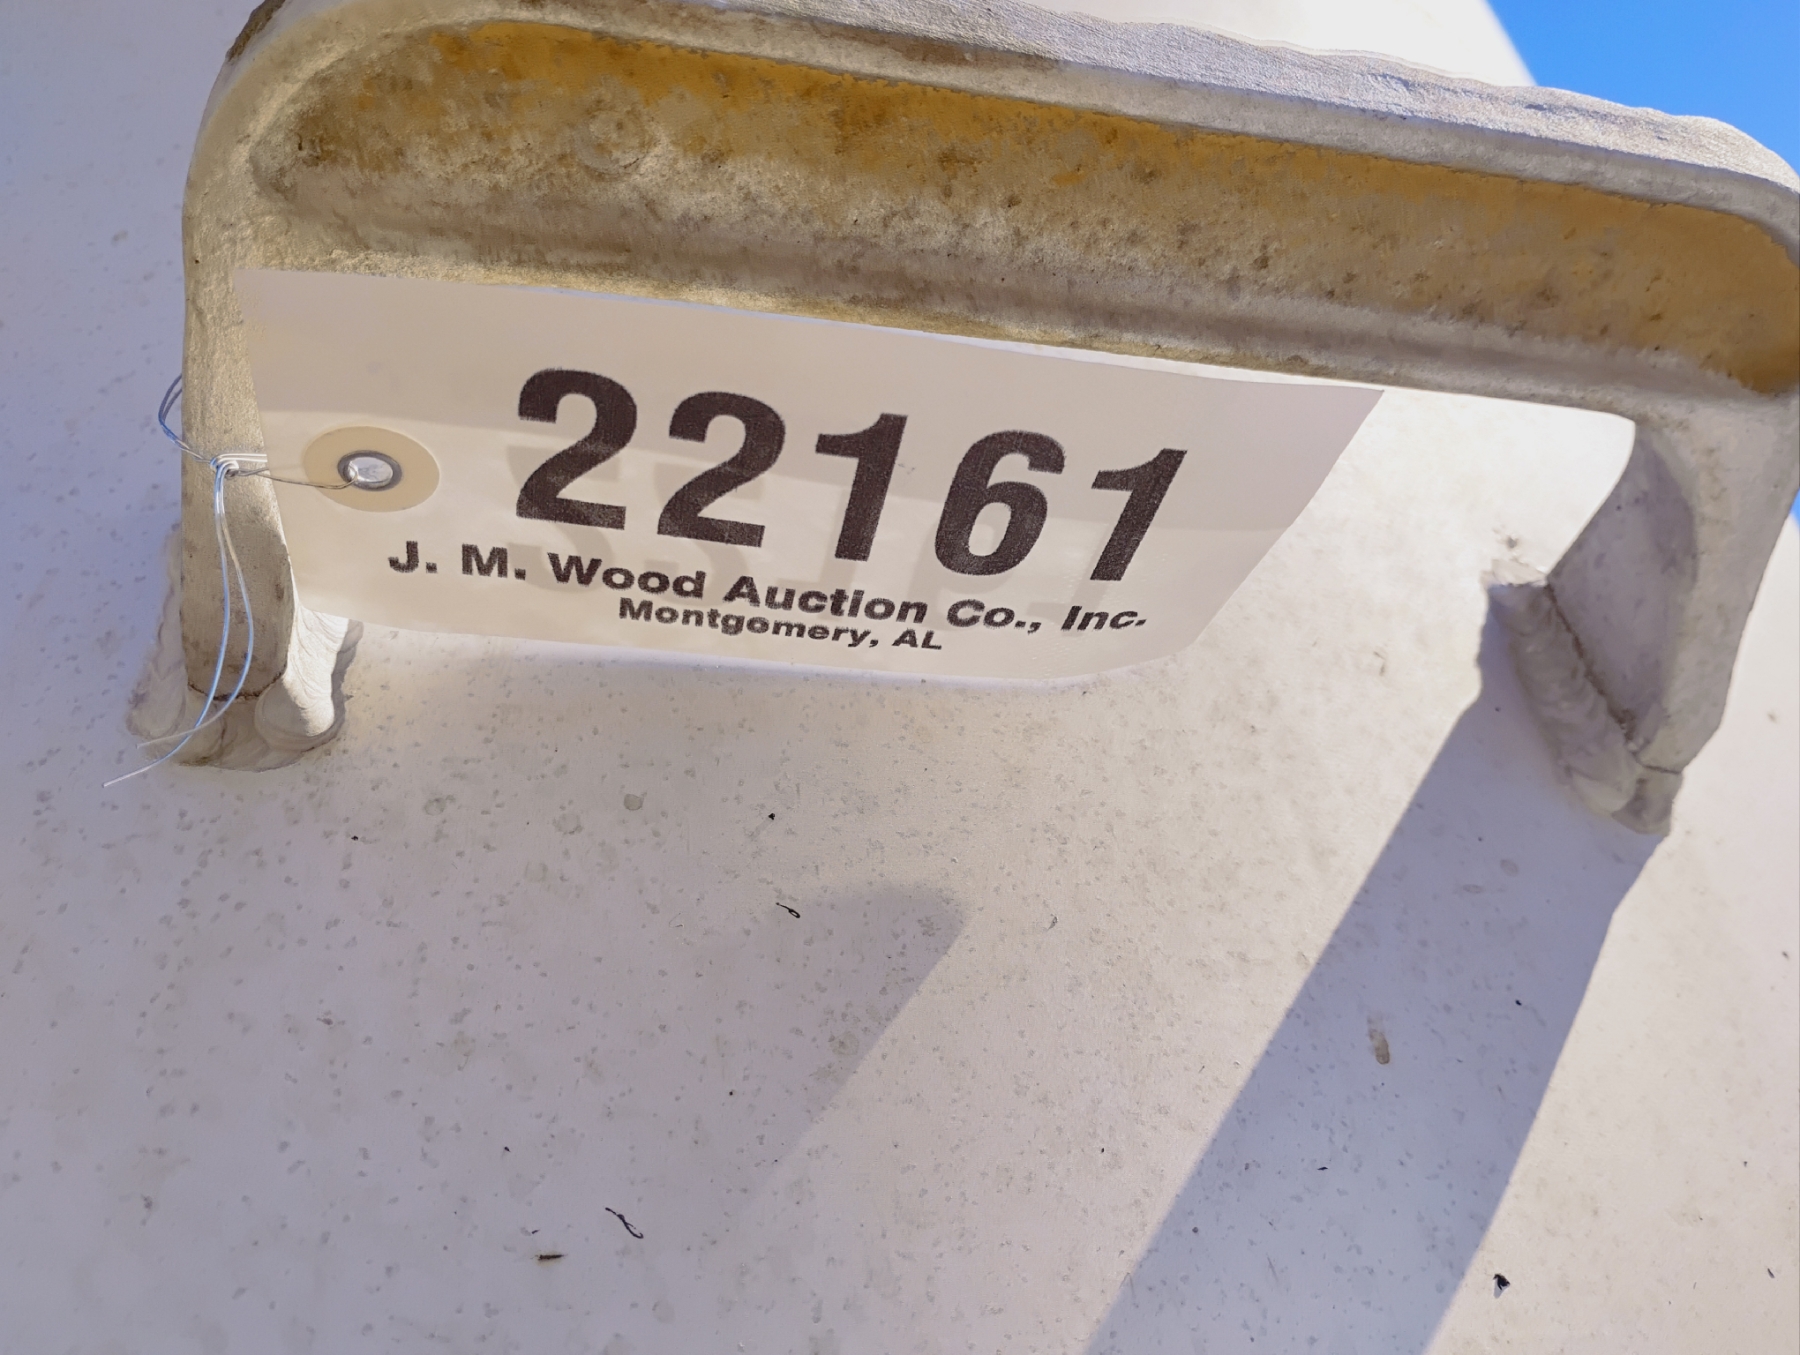 22161
J. M. Wood Auction Co., Inc.
Montgomery, AL